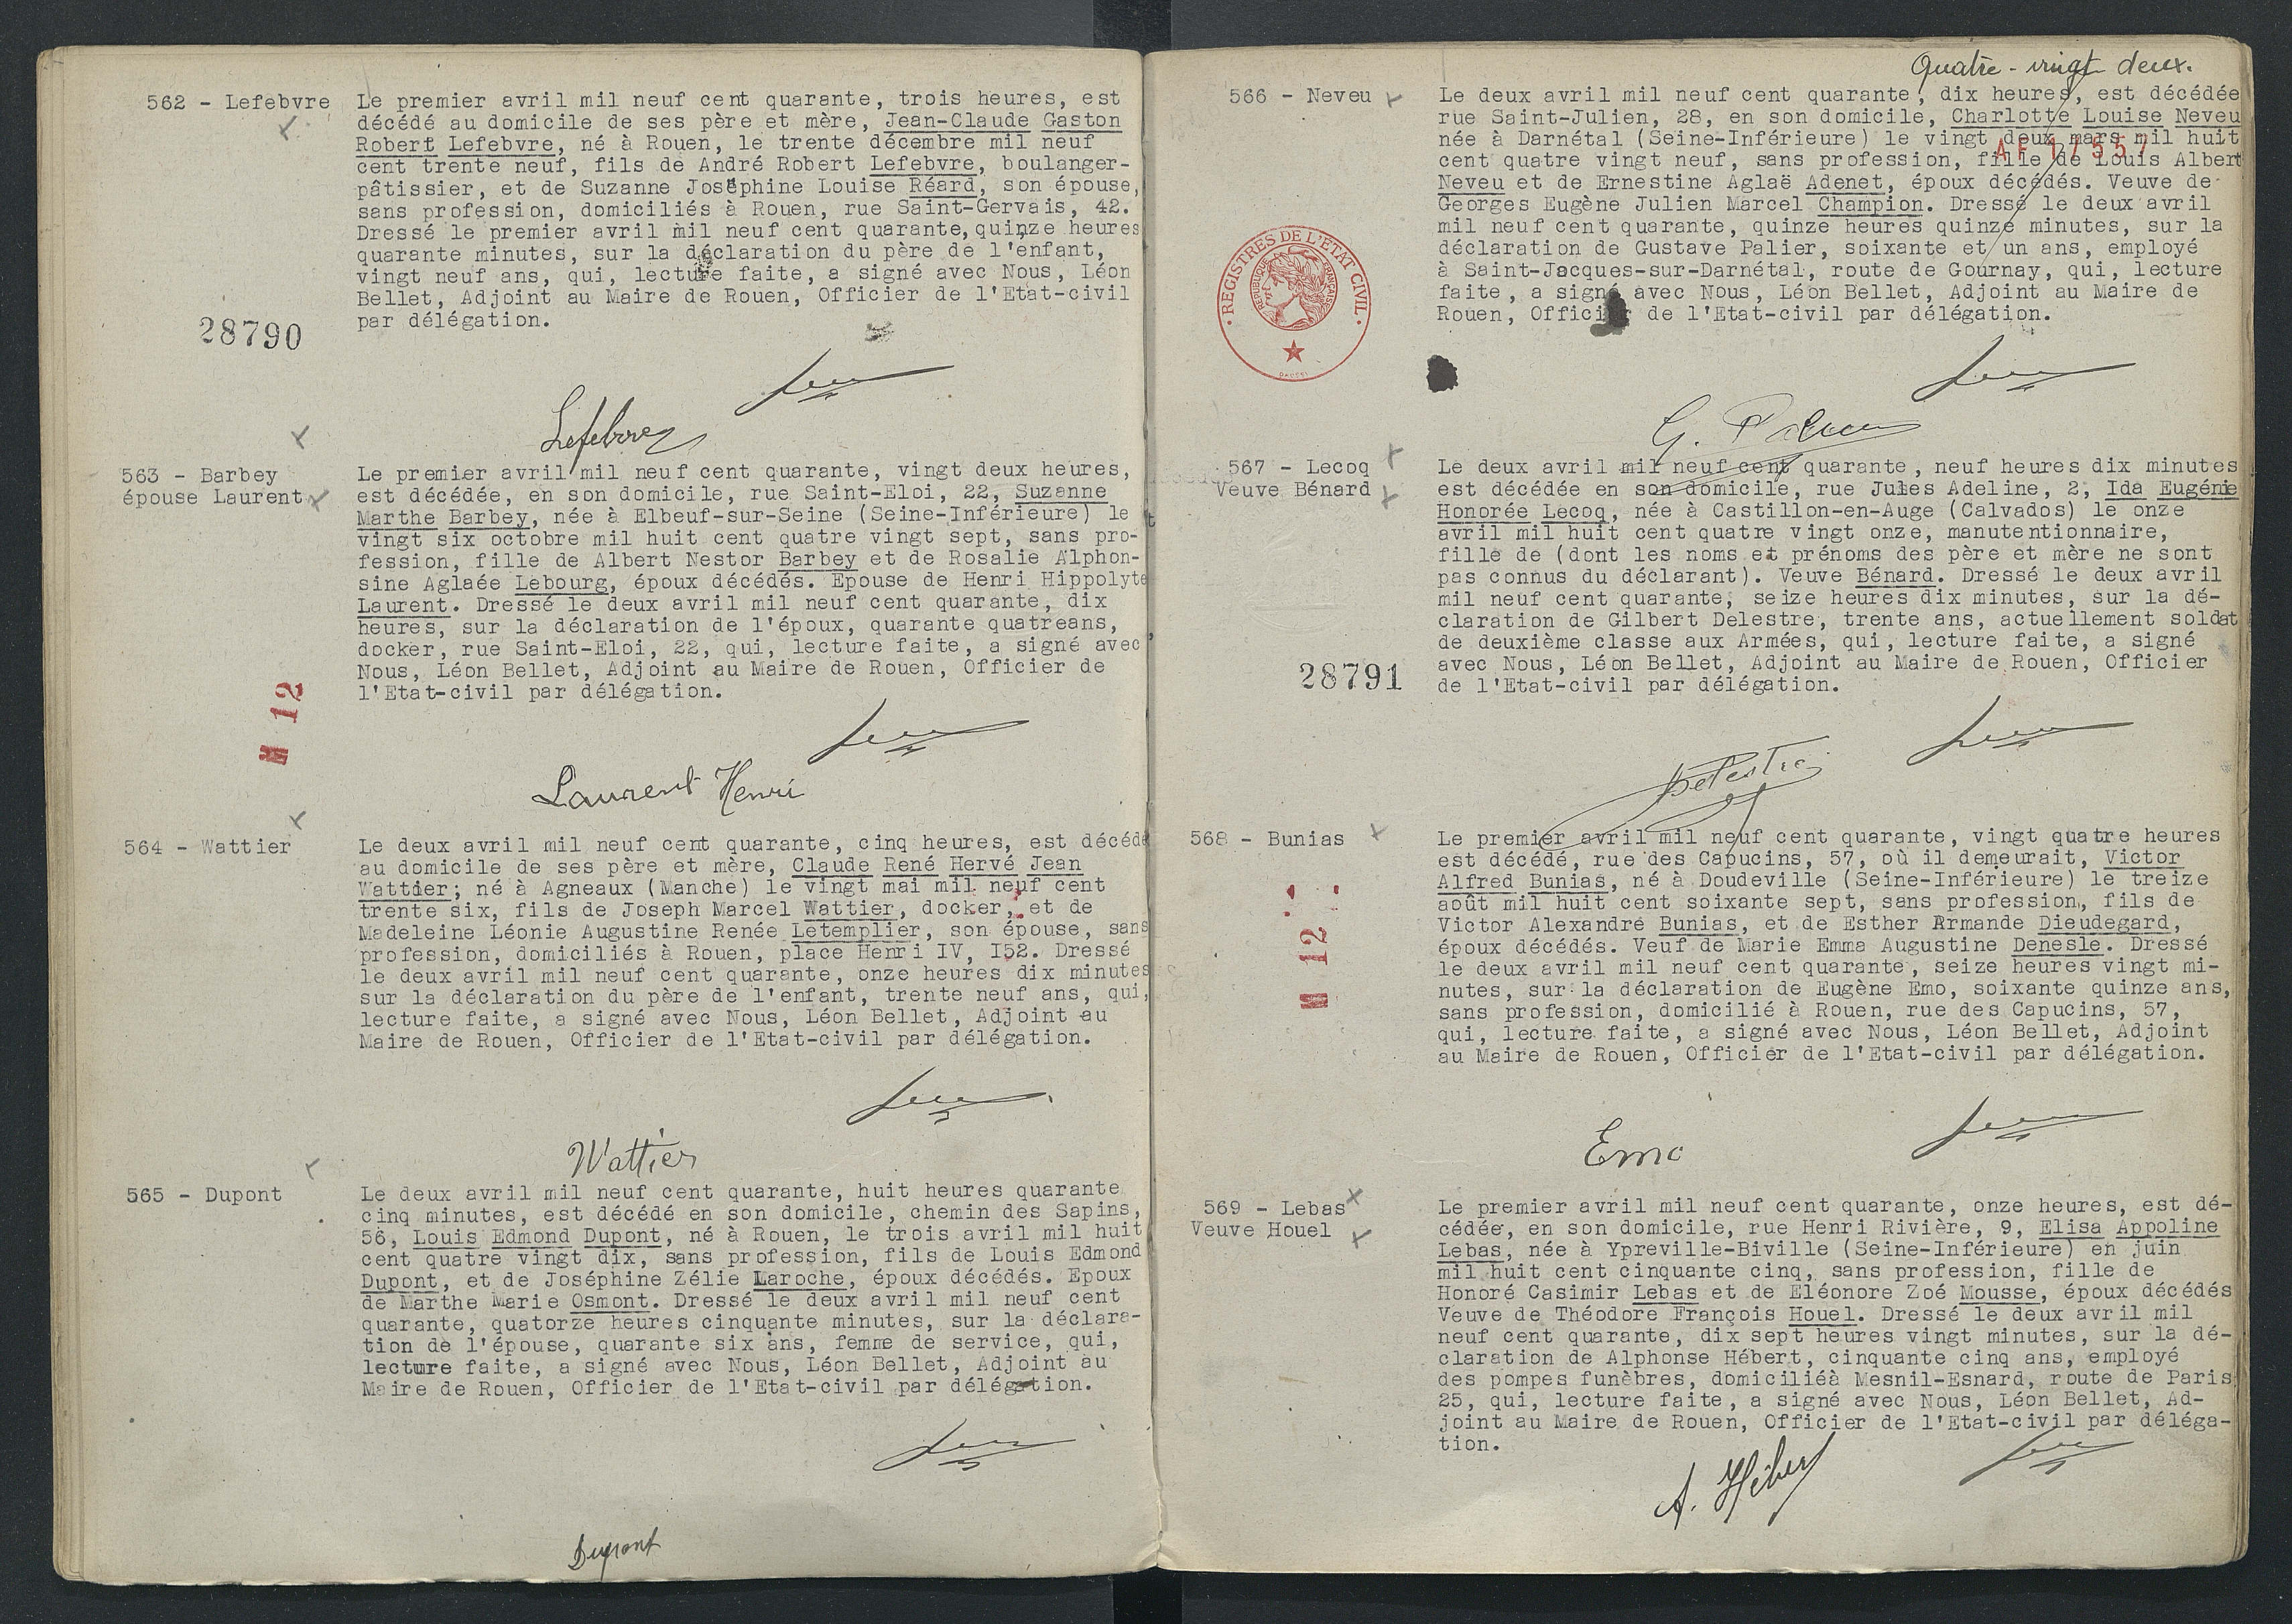 562 - Lefebvre
Le premier avril mil neuf cent quarante, trois heures, est
décédé au domicile de ses père et mère, Jean-Claude Gaston
Robert Lefebvre, né à Rouen, le trente décembre mil neuf
cent trente neuf, fils de André Robert Lefebvre, boulanger-
pâtissier, et de Suzanne Joséphine Louise Réard, son épouse,
sans profession, domiciliés à Rouen, rue Saint-Gervais, 42.
Dressé le premier avril mil neuf cent quarante, quinze heures
quarante minutes, sur la déclaration du père de l'enfant,
vingt neuf ans, qui, lecture faite, a signé avec Nous, Léon
Bellet, Adjoint au Maire de Rouen, Officier de l'Etat-civil
par délégation.
28790
Lefebvre
563 - Barbey
épouse Laurent
Le premier avril mil neuf cent quarante, vingt deux heures,
est décédée, en son domicile, rue Saint-Eloi, 22, Suzanne
Marthe Barbey, née à Elbeuf-sur-Seine (Seine-Inférieure) le
vingt six octobre mil huit cent quatre vingt sept, sans pro-
fession, fille de Albert Nestor Barbey et de Rosalie Alphon-
sine Aglaée Lebourg, époux décédés. Epouse de Henri Hippolyte
Laurent. Dressé le deux avril mil neuf cent quarante, dix
heures, sur la déclaration de l'époux, quarante quatreans,
docker, rue Saint-Eloi, 22, qui, lecture faite, a signé avec
Nous, Léon Bellet, Adjoint au Maire de Rouen, Officier de
l'Etat-civil par délégation.
M 12
Laurent Henri
564 - Wattier
Le deux avril mil neuf cent quarante, cinq heures, est décédé
au domicile de ses père et mère, Claude René Hervé Jean
Wattier; né à Agneaux (Manche) le vingt mai mil neuf cent
trente six, fils de Joseph Marcel Wattier, docker, et de
Madeleine Léonie Augustine Renée Letemplier, son épouse, sans
profession, domiciliés à Rouen, place Henri IV, I52. Dressé
le deux avril mil neuf cent quarante, onze heures dix minutes
sur la déclaration du père de l'enfant, trente neuf ans, qui,
lecture faite, a signé avec Nous, Léon Bellet, Adjoint au
Maire de Rouen, Officier de l'Etat-civil par délégation.
Wattier
565 - Dupont
Le deux avril mil neuf cent quarante, huit heures quarante
cinq minutes, est décédé en son domicile, chemin des Sapins,
56, Louis Edmond Dupont, né à Rouen, le trois avril mil huit
cent quatre vingt dix, sans profession, fils de Louis Edmond
Dupont, et de Joséphine Zélie Laroche, époux décédés. Epoux
de Marthe Marie Osmont. Dressé le deux avril mil neuf cent
quarante, quatorze heures cinquante minutes, sur la déclara-
tion de l'épouse, quarante six ans, femme de service, qui,
lecture faite, a signé avec Nous, Léon Bellet, Adjoint au
Maire de Rouen, Officier de l'Etat-civil par délégation.
Dupont
Quatre-vingt deux.
566 - Neveu
Le deux avril mil neuf cent quarante, dix heures, est décédée
rue Saint-Julien, 28, en son domicile, Charlotte Louise Neveu
née à Darnétal (Seine-Inférieure) le vingt deux mars mil huit
cent quatre vingt neuf, sans profession, fille de Louis Albert
Neveu et de Ernestine Aglaë Adenet, époux décédés. Veuve de
Georges Eugène Julien Marcel Champion. Dressé le deux avril
mil neuf cent quarante, quinze heures quinze minutes, sur la
déclaration de Gustave Palier, soixante et un ans, employé
à Saint-Jacques-sur-Darnétal, route de Gournay, qui, lecture
faite, a signé avec Nous, Léon Bellet, Adjoint au Maire de
Rouen, Officier de l'Etat-civil par délégation.
REGISTRES DE L'ETAT CIVIL
REPUBLIQUE FRANÇAISE
567 - Lecoq
Veuve Bénard
Le deux avril mil neuf cent quarante, neuf heures dix minutes
est décédée en son domicile, rue Jules Adeline, 2, Ida Eugénie
Honorée Lecoq, née à Castillon-en-Auge (Calvados) le onze
avril mil huit cent quatre vingt onze, manutentionnaire,
fille de (dont les noms et prénoms des père et mère ne sont
pas connus du déclarant). Veuve Bénard. Dressé le deux avril
mil neuf cent quarante, seize heures dix minutes, sur la dé-
claration de Gilbert Delestre, trente ans, actuellement soldat
de deuxième classe aux Armées, qui, lecture faite, a signé
avec Nous, Léon Bellet, Adjoint au Maire de Rouen, Officier
de l'Etat-civil par délégation.
28791
Delestre
568 - Bunias
Le premier avril mil neuf cent quarante, vingt quatre heures
est décédé, rue des Capucins, 57, où il demeurait, Victor
Alfred Bunias, né à Doudeville (Seine-Inférieure) le treize
août mil huit cent soixante sept, sans profession, fils de
Victor Alexandre Bunias, et de Esther Armande Dieudegard,
époux décédés. Veuf de Marie Emma Augustine Denesle. Dressé
le deux avril mil neuf cent quarante, seize heures vingt mi-
nutes, sur la déclaration de Eugène Emo, soixante quinze ans,
sans profession, domicilié à Rouen, rue des Capucins, 57,
qui, lecture faite, a signé avec Nous, Léon Bellet, Adjoint
au Maire de Rouen, Officier de l'Etat-civil par délégation.
M 12
Emo
569 - Lebas
Veuve Houel
Le premier avril mil neuf cent quarante, onze heures, est dé-
cédée, en son domicile, rue Henri Rivière, 9, Elisa Appoline
Lebas, née à Ypreville-Biville (Seine-Inférieure) en juin
mil huit cent cinquante cinq, sans profession, fille de
Honoré Casimir Lebas et de Eléonore Zoé Mousse, époux décédés
Veuve de Théodore François Houel. Dressé le deux avril mil
neuf cent quarante, dix sept heures vingt minutes, sur la dé-
claration de Alphonse Hébert, cinquante cinq ans, employé
des pompes funèbres, domiciliéà Mesnil-Esnard, route de Paris
25, qui, lecture faite, a signé avec Nous, Léon Bellet, Ad-
joint au Maire de Rouen, Officier de l'Etat-civil par déléga-
tion.
A. Hébert